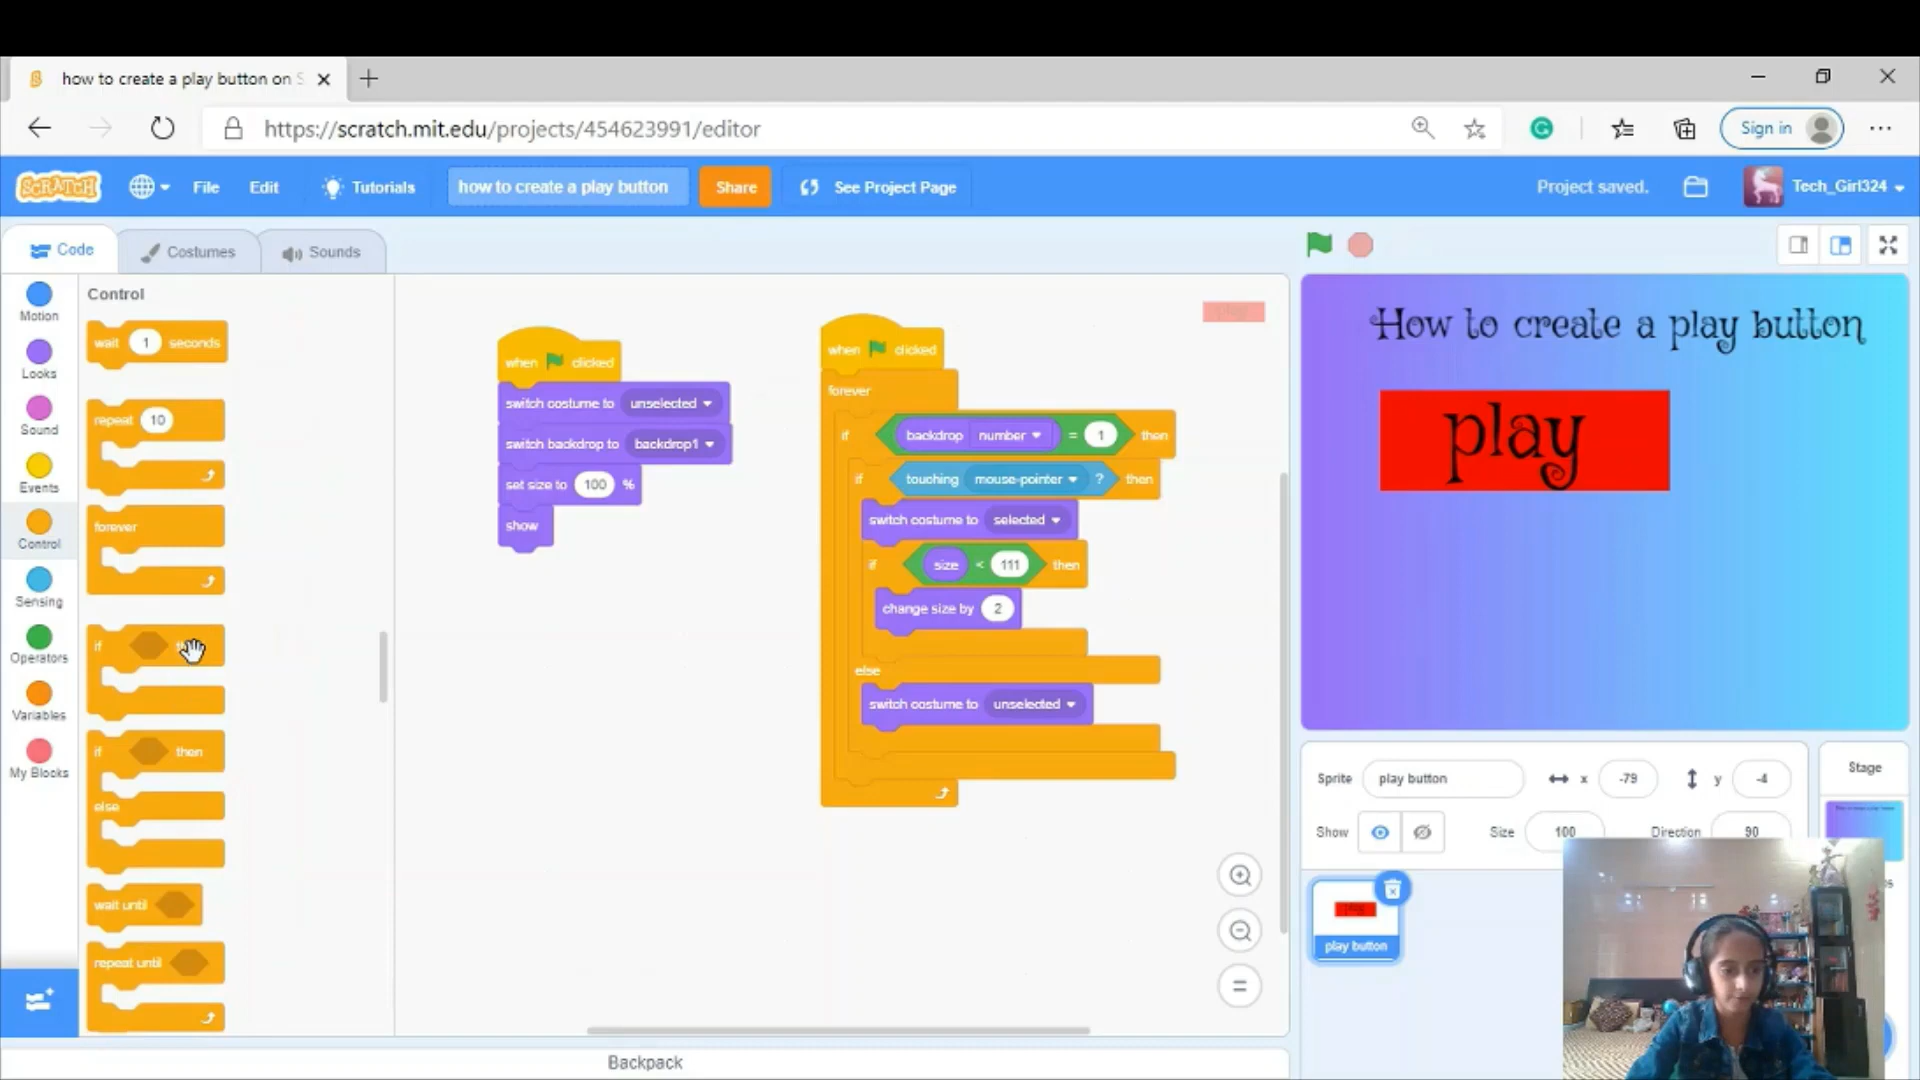 how to create a play button on S
https://scratch.mit.edu/projects/454623991/editor
Sign in
SCRATCH
File
Edit
Tutorials
how to create a play button
Share
See Project Page
Project saved.
Tech_Girl324
Code
Costumes
Sounds
Motion
Looks
Sound
Events
Control
Sensing
Operators
Variables
My Blocks
Control
wait 1 seconds
repeat 10
forever
if
if then
else
wait until
repeat until
when clicked
switch costume to unselected
switch backdrop to backdrop1
set size to 100 %
show
when clicked
forever
if backdrop number = 1 then
if touching mouse-pointer ? then
switch costume to selected
if size < 111 then
change size by 2
else
switch costume to unselected
How to create a play button
play
Sprite play button x -79 y -4
Show Size 100 Direction 90
Stage
play button
Backpack